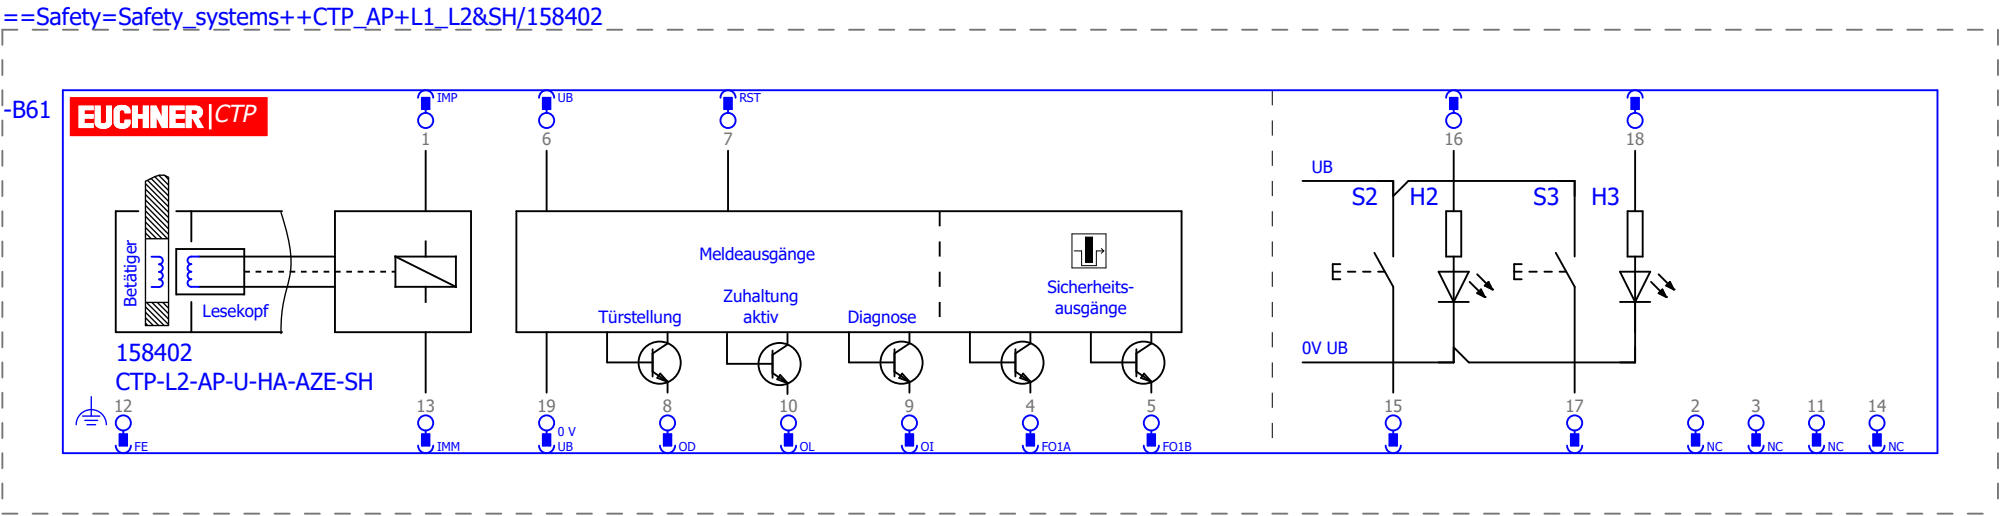 ==Safety=Safety_systems++CTP_AP+L1_L2&SH/158402
-B61
EUCHNER|CTP
IMP
UB
RST
1
6
7
16
18
UB
S2
H2
S3
H3
Betätiger
Lesekopf
Meldeausgänge
Türstellung
Zuhaltung
aktiv
Diagnose
Sicherheits-
ausgänge
E
E
0V UB
158402
CTP-L2-AP-U-HA-AZE-SH
12
13
19
8
10
9
4
5
15
17
2
3
11
14
FE
IMM
0 V
UB
OD
OL
OI
FO1A
FO1B
NC
NC
NC
NC